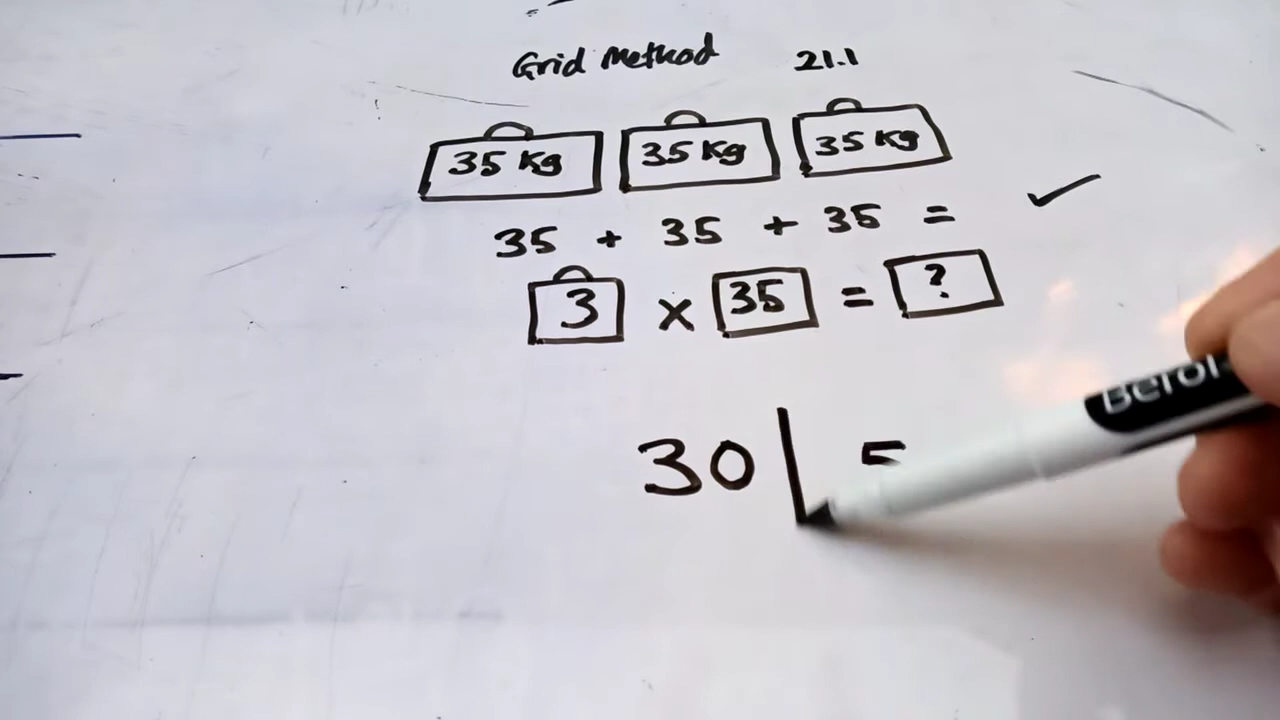 Grid Method 21.1
35 Kg 35 Kg 35 Kg
35 + 35 + 35 =
3 × 35 = ?
30 | 5
Berol